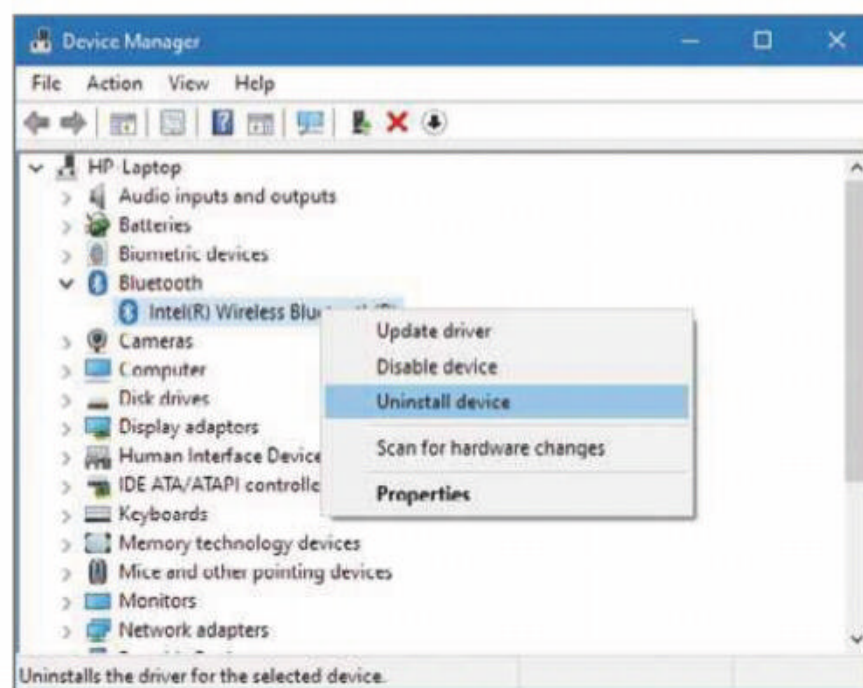 Device Manager
File Action View Help
HP Laptop
Audio inputs and outputs
Batteries
Biometric devices
Bluetooth
Intel(R) Wireless
Update driver
Cameras
Computer
Disable device
Disk drives
Uninstall device
Display adaptors
Human Interface Device
Scan for hardware changes
IDE ATA/ATAPI
Properties
Keyboards
Memory technology devices
Mice and other pointing devices
Monitors
Network adapters
Uninstalls the driver for the selected device.